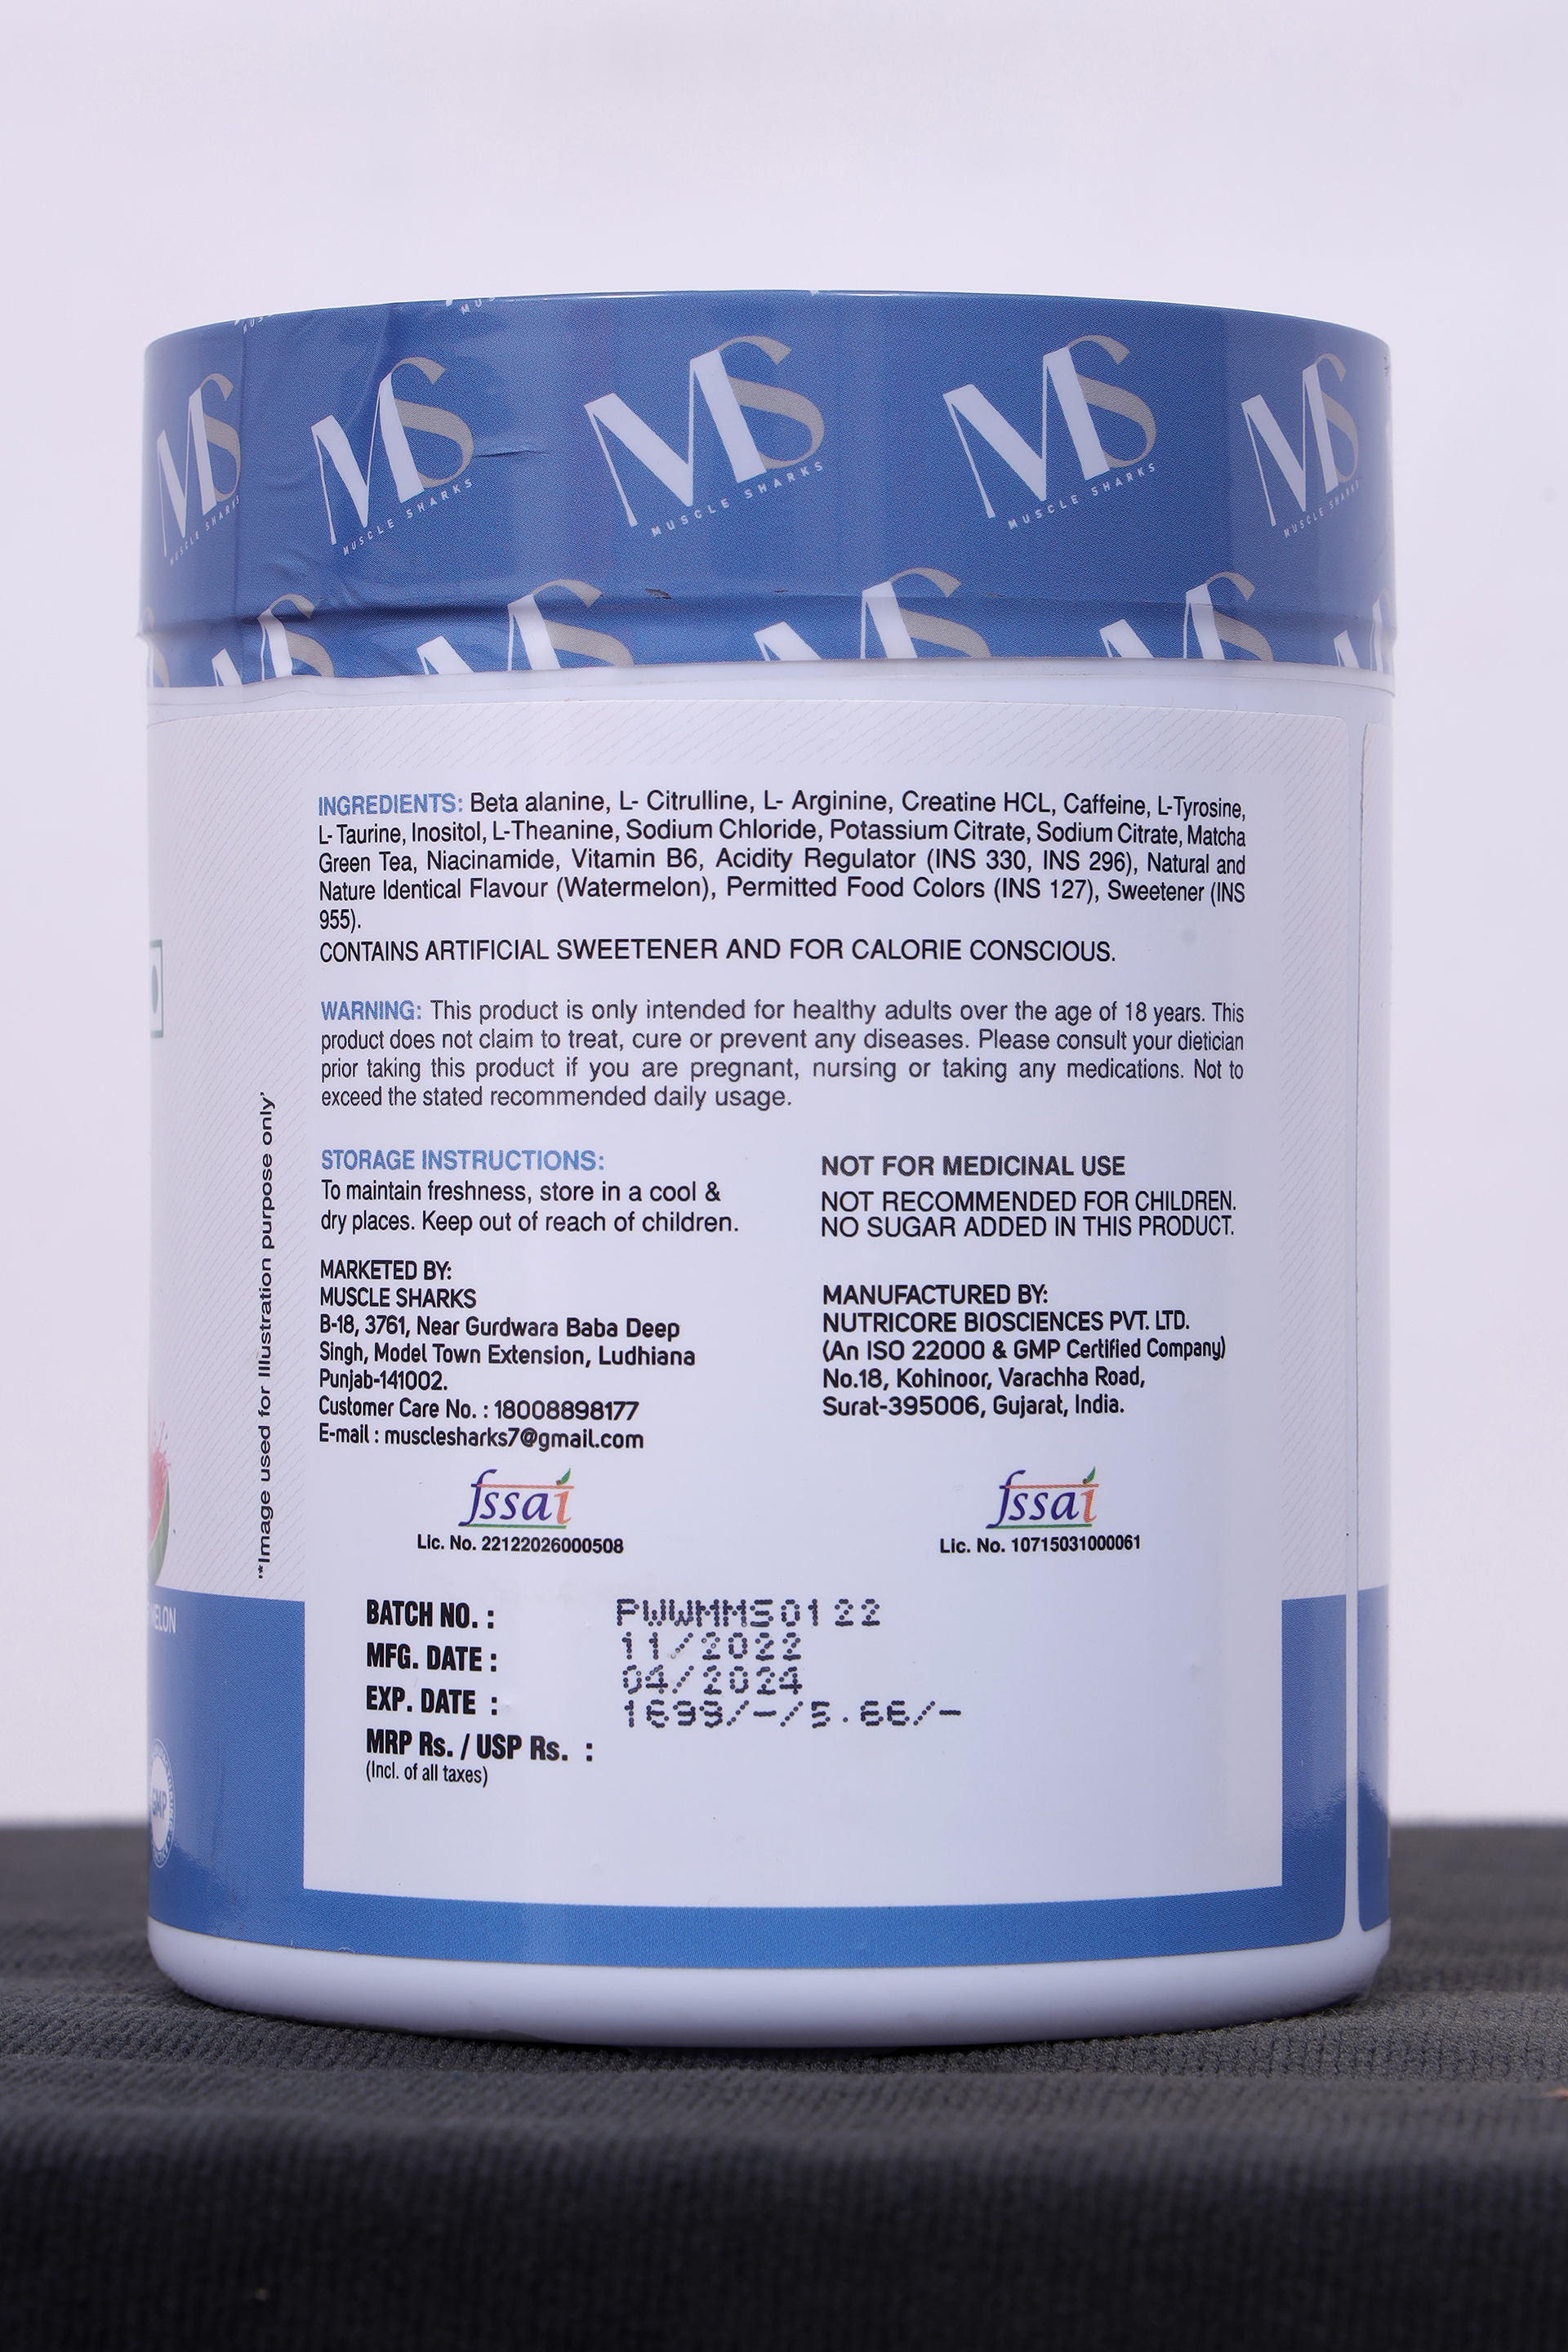 MS
MUSCLE SHARKS
MS
MUSCLE SHARKS
MS
MUSCLE SHARKS
MS
MUSCLE SHARKS
MS
MUSCLE SHARKS
INGREDIENTS: Beta alanine, L- Citrulline, L- Arginine, Creatine HCL, Caffeine, L-Tyrosine,
L- Taurine, Inositol, L-Theanine, Sodium Chloride, Potassium Citrate, Sodium Citrate, Matcha
Green Tea, Niacinamide, Vitamin B6, Acidity Regulator (INS 330, INS 296), Natural and
Nature Identical Flavour (Watermelon), Permitted Food Colors (INS 127), Sweetener (INS
955).
CONTAINS ARTIFICIAL SWEETENER AND FOR CALORIE CONSCIOUS.
WARNING: This product is only intended for healthy adults over the age of 18 years. This
product does not claim to treat, cure or prevent any diseases. Please consult your dietician
prior taking this product if you are pregnant, nursing or taking any medications. Not to
exceed the stated recommended daily usage.
STORAGE INSTRUCTIONS:
To maintain freshness, store in a cool &
dry places. Keep out of reach of children.
NOT FOR MEDICINAL USE
NOT RECOMMENDED FOR CHILDREN.
NO SUGAR ADDED IN THIS PRODUCT.
MARKETED BY:
MUSCLE SHARKS
B-18, 3761, Near Gurdwara Baba Deep
Singh, Model Town Extension, Ludhiana
Punjab-141002.
Customer Care No. : 18008898177
E-mail : musclesharks7@gmail.com
MANUFACTURED BY:
NUTRICORE BIOSCIENCES PVT. LTD.
(An ISO 22000 & GMP Certified Company)
No.18, Kohinoor, Varachha Road,
Surat-395006, Gujarat, India.
fssai
Lic. No. 22122026000508
fssai
Lic. No. 10715031000061
BATCH NO. : PWWMMS0122
MFG. DATE : 11/2022
EXP. DATE : 04/2024
MRP Rs. / USP Rs. : 1699/-/5.66/-
(Incl. of all taxes)
'*Image used for Illustration purpose only'
MELON
GMP